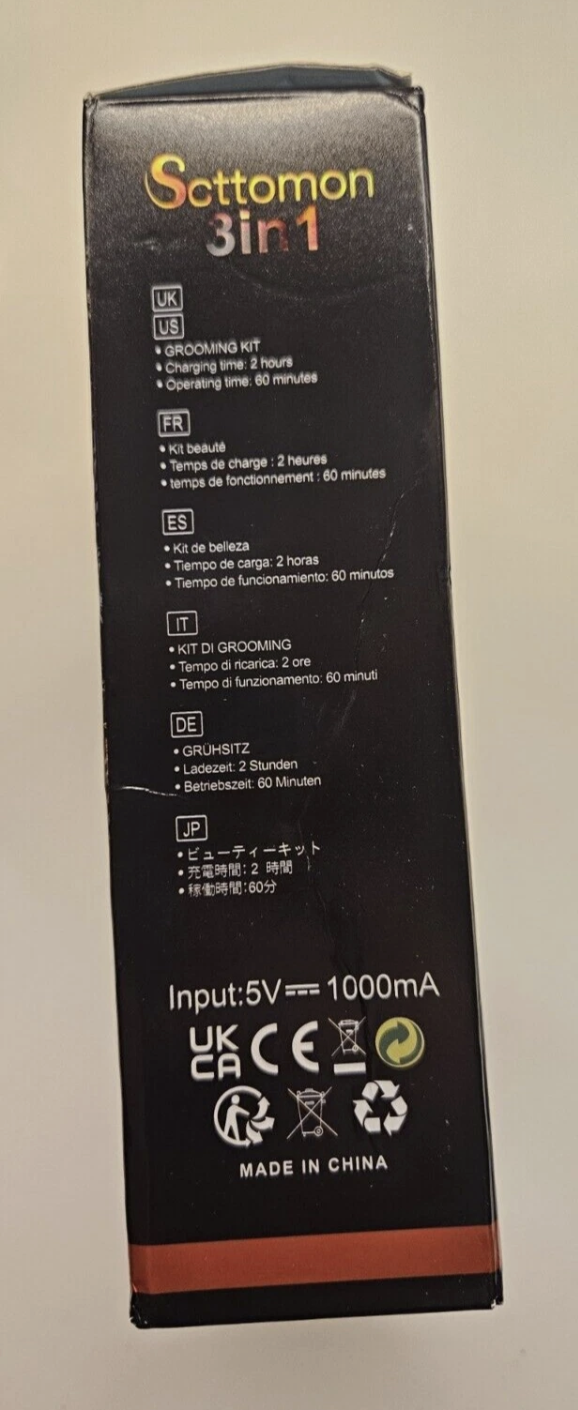 Scttomon
3in1
UK
US
• GROOMING KIT
• Charging time: 2 hours
• Operating time: 60 minutes
FR
• Kit beauté
• Temps de charge : 2 heures
• temps de fonctionnement : 60 minutes
ES
• Kit de belleza
• Tiempo de carga: 2 horas
• Tiempo de funcionamiento: 60 minutos
IT
• KIT DI GROOMING
• Tempo di ricarica: 2 ore
• Tempo di funzionamento: 60 minuti
DE
• GRÜHSITZ
• Ladezeit: 2 Stunden
• Betriebszeit: 60 Minuten
JP
• ビューティーキット
• 充電時間: 2 時間
• 稼働時間:60分
Input:5V⎓1000mA
UK
CA CE
MADE IN CHINA